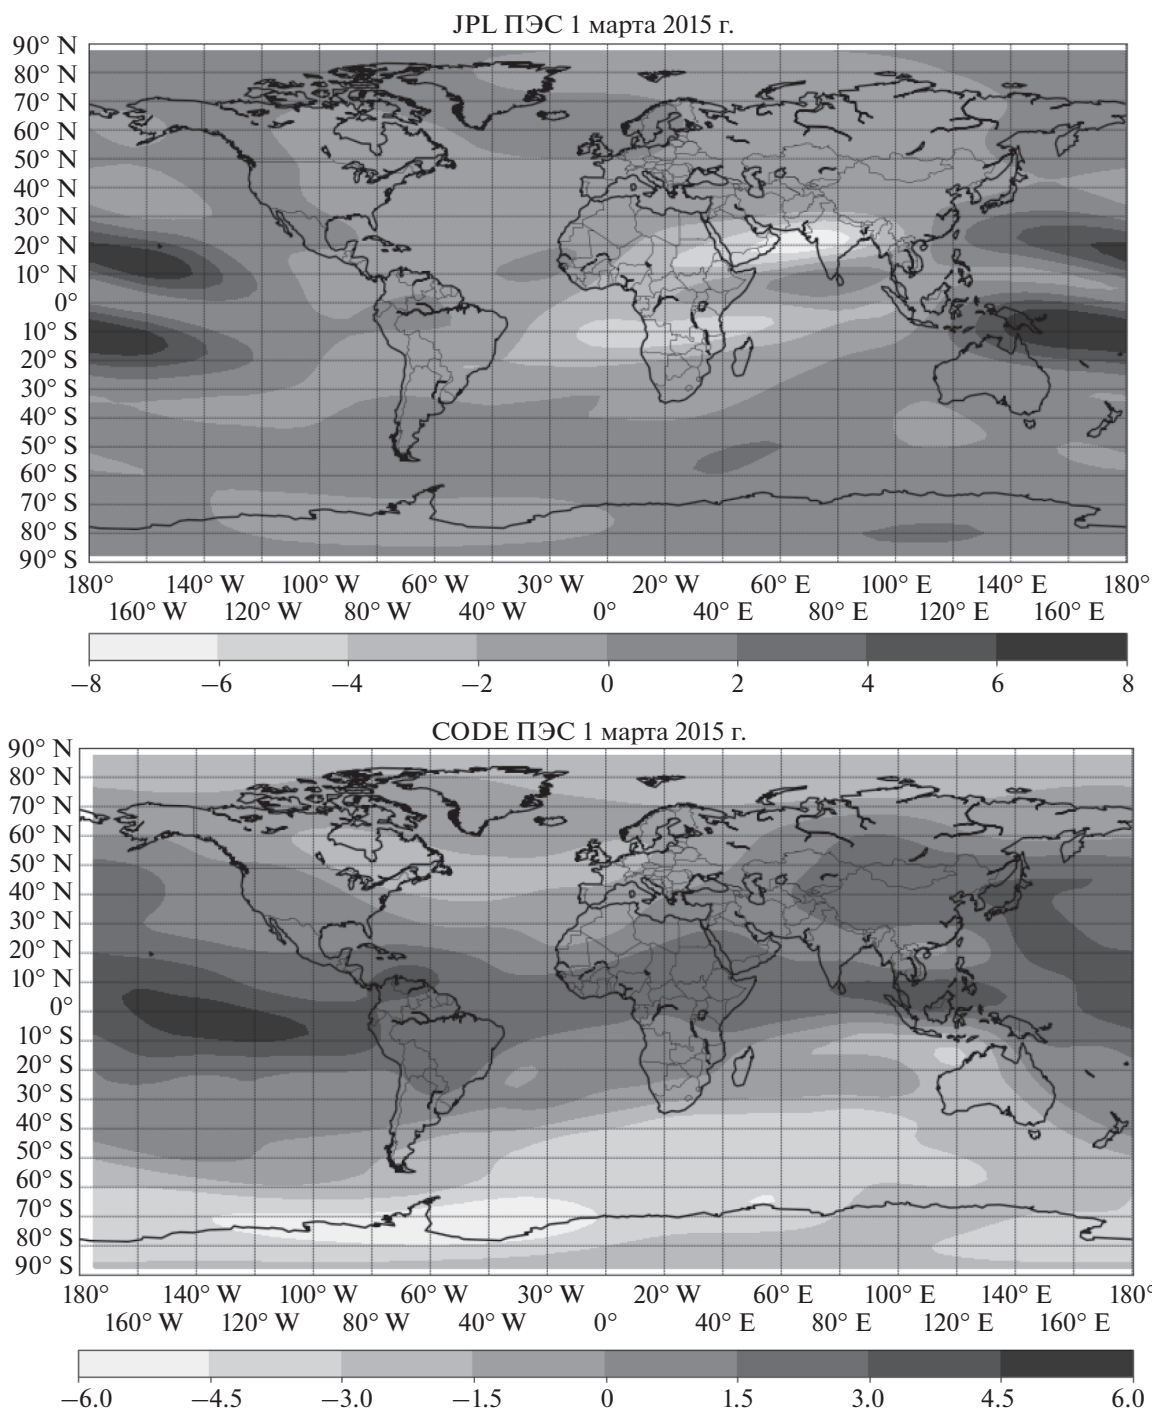 JPL ПЭС 1 марта 2015 г.
90° N
80° N
70° N
60° N
50° N
40° N
30° N
20° N
10° N
0°
10° S
20° S
30° S
40° S
50° S
60° S
70° S
80° S
90° S
180° 140° W 100° W 60° W 30° W 20° W 60° E 100° E 140° E 180°
160° W 120° W 80° W 40° W 0° 40° E 80° E 120° E 160° E
−8 −6 −4 −2 0 2 4 6 8
CODE ПЭС 1 марта 2015 г.
90° N
80° N
70° N
60° N
50° N
40° N
30° N
20° N
10° N
0°
10° S
20° S
30° S
40° S
50° S
60° S
70° S
80° S
90° S
180° 140° W 100° W 60° W 30° W 20° W 60° E 100° E 140° E 180°
160° W 120° W 80° W 40° W 0° 40° E 80° E 120° E 160° E
−6.0 −4.5 −3.0 −1.5 0 1.5 3.0 4.5 6.0